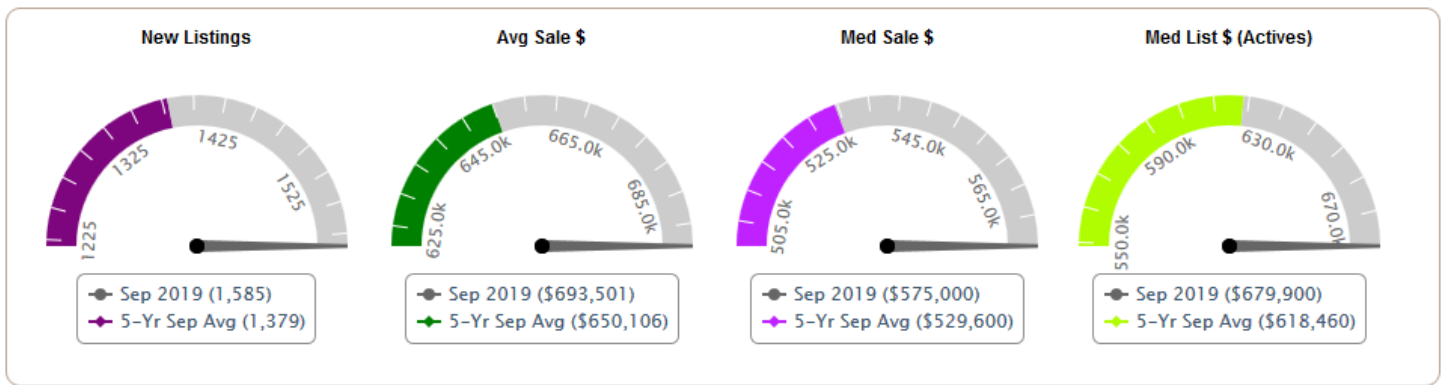 New Listings
1225
1325
1425
1525
Sep 2019 (1,585)
5-Yr Sep Avg (1,379)
Avg Sale $
625.0k
645.0k
665.0k
685.0k
Sep 2019 ($693,501)
5-Yr Sep Avg ($650,106)
Med Sale $
505.0k
525.0k
545.0k
565.0k
Sep 2019 ($575,000)
5-Yr Sep Avg ($529,600)
Med List $ (Actives)
550.0k
590.0k
630.0k
670.0k
Sep 2019 ($679,900)
5-Yr Sep Avg ($618,460)